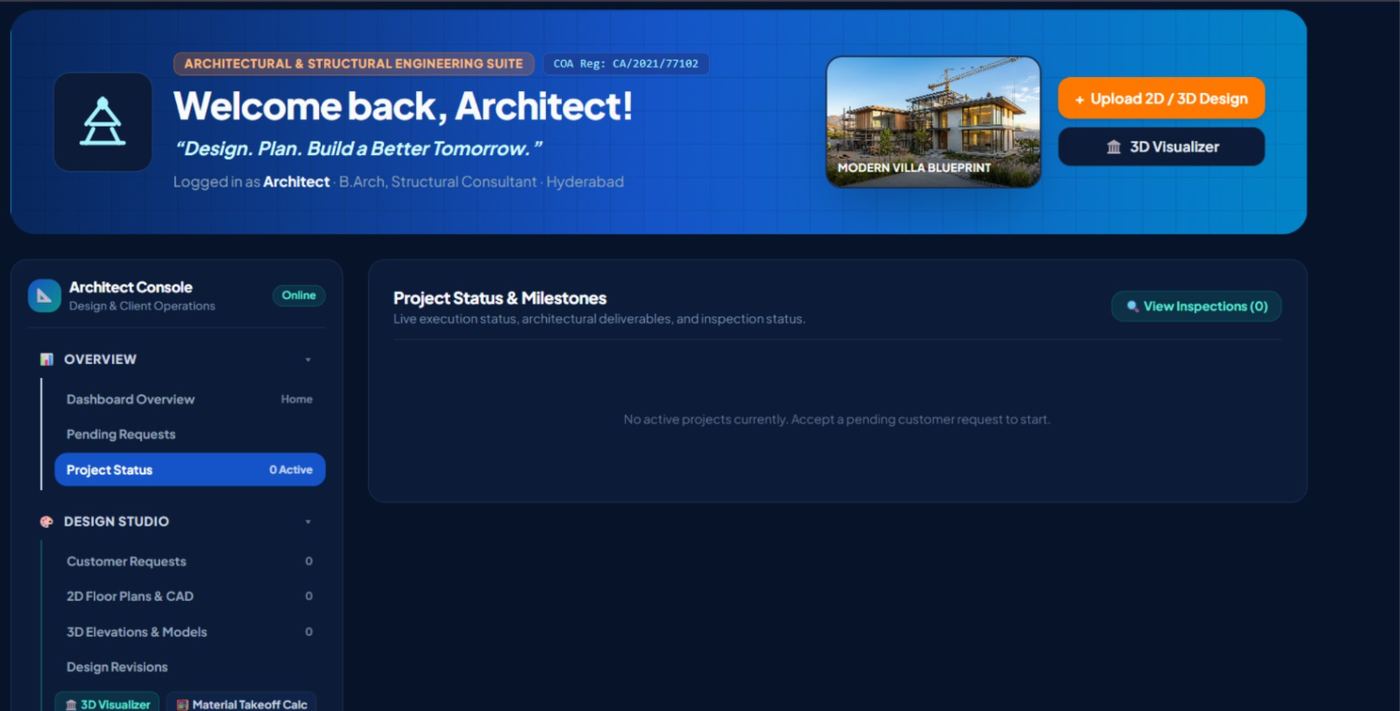 ARCHITECTURAL & STRUCTURAL ENGINEERING SUITE
COA Reg: CA/2021/77102
Welcome back, Architect!
“Design. Plan. Build a Better Tomorrow.”
Logged in as Architect · B.Arch, Structural Consultant · Hyderabad
MODERN VILLA BLUEPRINT
+ Upload 2D / 3D Design
3D Visualizer
Architect Console
Design & Client Operations
Online
OVERVIEW
Dashboard Overview Home
Pending Requests
Project Status 0 Active
DESIGN STUDIO
Customer Requests 0
2D Floor Plans & CAD 0
3D Elevations & Models 0
Design Revisions
3D Visualizer
Material Takeoff Calc
Project Status & Milestones
Live execution status, architectural deliverables, and inspection status.
View Inspections (0)
No active projects currently. Accept a pending customer request to start.